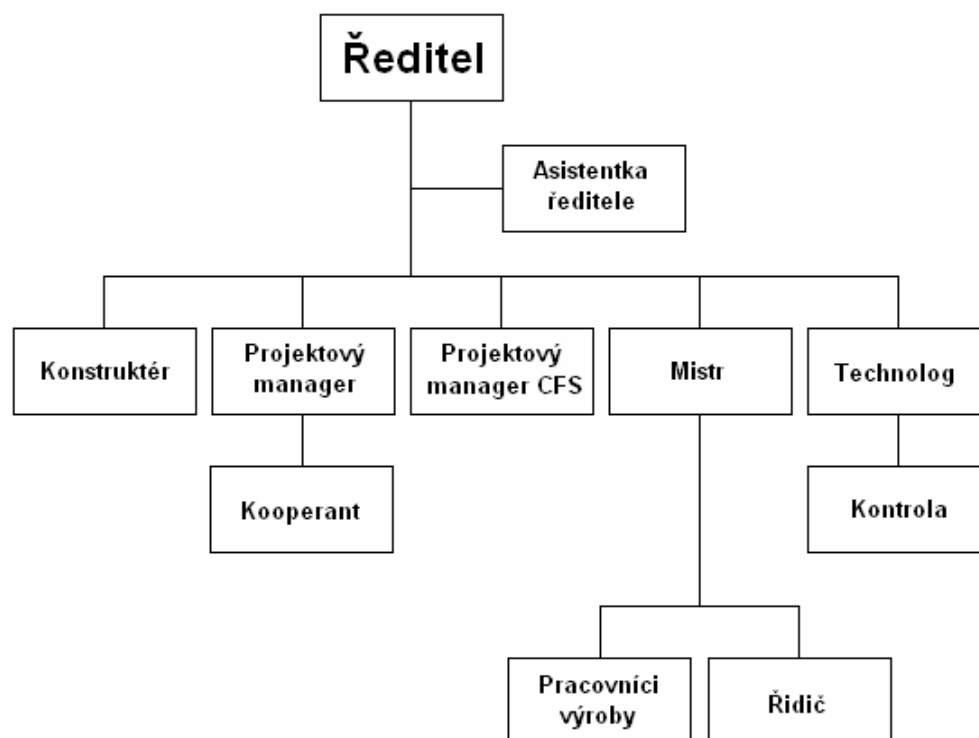 Ředitel
Asistentka
ředitele
Konstruktér
Projektový
manager
Projektový
manager CFS
Mistr
Technolog
Kooperant
Kontrola
Pracovníci
výroby
Řidič